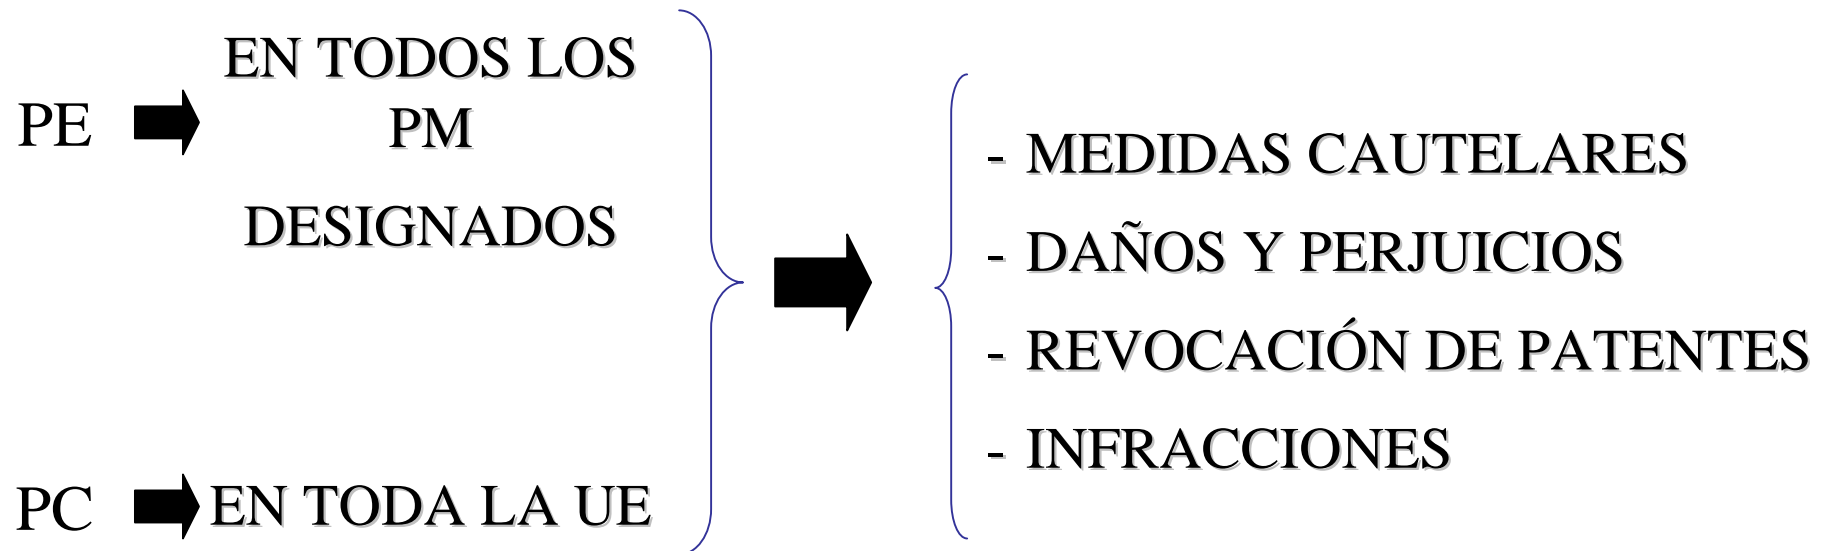 PE
EN TODOS LOS
PM
DESIGNADOS
PC
EN TODA LA UE
- MEDIDAS CAUTELARES
- DAÑOS Y PERJUICIOS
- REVOCACIÓN DE PATENTES
- INFRACCIONES